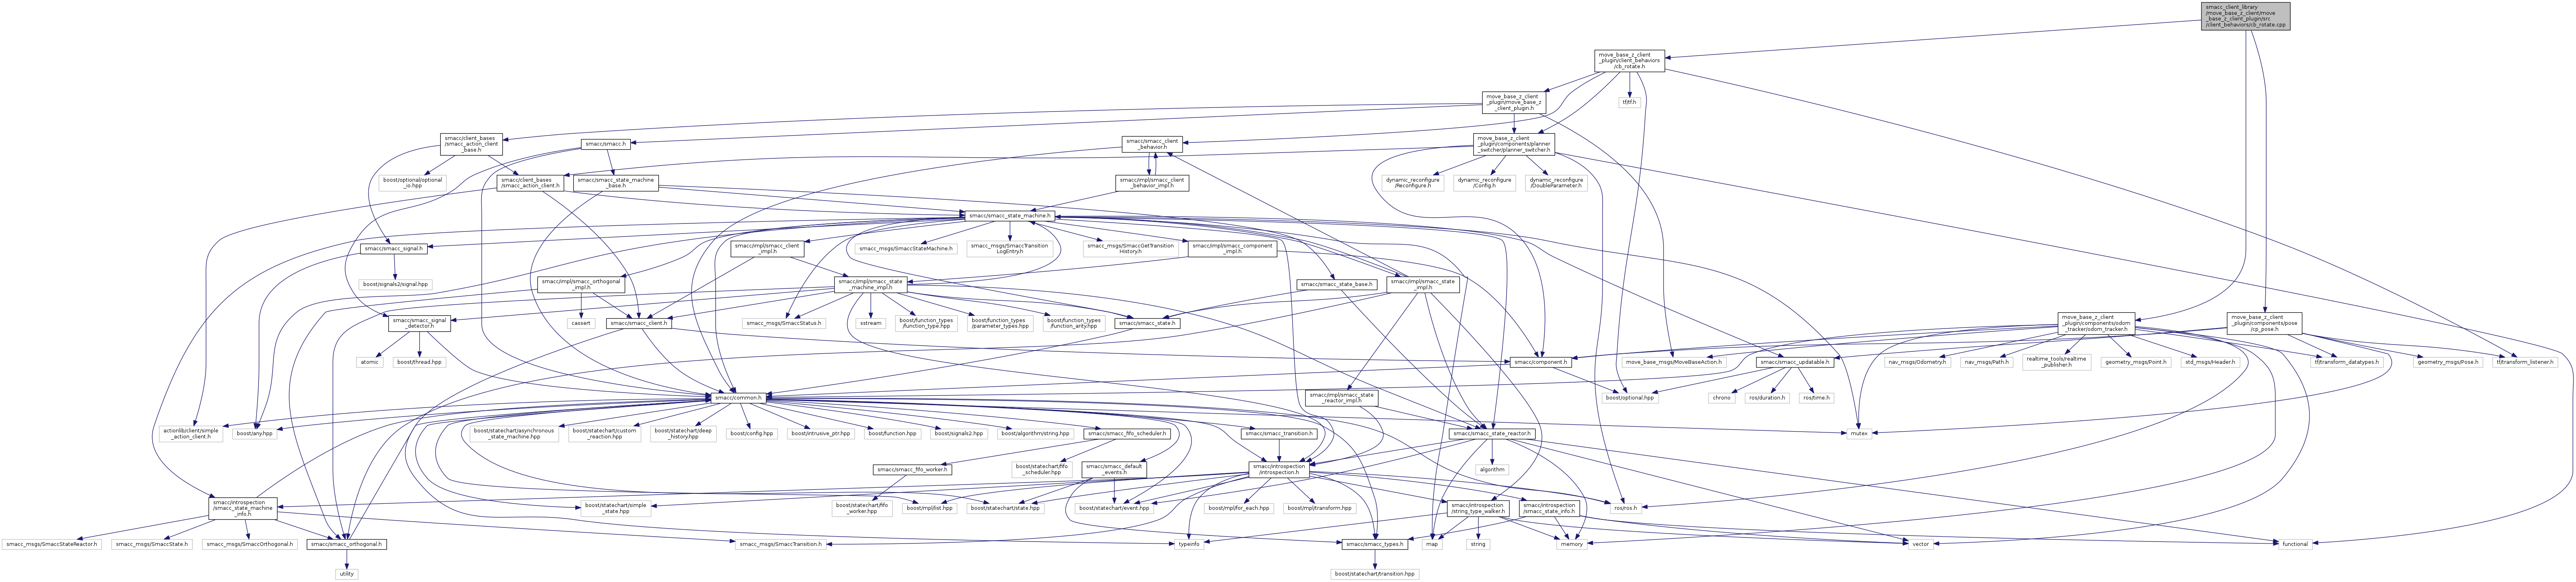 smacc_client_library
/move_base_z_client/move
_base_z_client_plugin/src
/client_behaviors/cb_rotate.cpp
move_base_z_client
_plugin/client_behaviors
/cb_rotate.h
move_base_z_client
_plugin/move_base_z
_client_plugin.h
tf/tf.h
smacc/client_bases
/smacc_action_client
_base.h
smacc/smacc.h
smacc/smacc_client
_behavior.h
move_base_z_client
_plugin/components/planner
_switcher/planner_switcher.h
boost/optional/optional
_io.hpp
smacc/client_bases
/smacc_action_client.h
smacc/smacc_state_machine
_base.h
smacc/impl/smacc_client
_behavior_impl.h
dynamic_reconfigure
/Reconfigure.h
dynamic_reconfigure
/Config.h
dynamic_reconfigure
/DoubleParameter.h
smacc/smacc_state_machine.h
smacc/smacc_signal.h
smacc/impl/smacc_client
_impl.h
smacc_msgs/SmaccStateMachine.h
smacc_msgs/SmaccTransition
LogEntry.h
smacc_msgs/SmaccGetTransition
History.h
smacc/impl/smacc_component
_impl.h
boost/signals2/signal.hpp
smacc/impl/smacc_orthogonal
_impl.h
smacc/impl/smacc_state
_machine_impl.h
smacc/smacc_state_base.h
smacc/impl/smacc_state
_impl.h
smacc/smacc_signal
_detector.h
cassert
smacc/smacc_client.h
smacc_msgs/SmaccStatus.h
sstream
boost/function_types
/function_type.hpp
boost/function_types
/parameter_types.hpp
boost/function_types
/function_arity.hpp
smacc/smacc_state.h
move_base_z_client
_plugin/components/odom
_tracker/odom_tracker.h
move_base_z_client
_plugin/components/pose
/cp_pose.h
atomic
boost/thread.hpp
smacc/component.h
move_base_msgs/MoveBaseAction.h
smacc/smacc_updatable.h
nav_msgs/Odometry.h
nav_msgs/Path.h
realtime_tools/realtime
_publisher.h
geometry_msgs/Point.h
std_msgs/Header.h
tf/transform_datatypes.h
geometry_msgs/Pose.h
tf/transform_listener.h
smacc/common.h
smacc/impl/smacc_state
_reactor_impl.h
boost/optional.hpp
chrono
ros/duration.h
ros/time.h
actionlib/client/simple
_action_client.h
boost/any.hpp
boost/statechart/asynchronous
_state_machine.hpp
boost/statechart/custom
_reaction.hpp
boost/statechart/deep
_history.hpp
boost/config.hpp
boost/intrusive_ptr.hpp
boost/function.hpp
boost/signals2.hpp
boost/algorithm/string.hpp
smacc/smacc_fifo_scheduler.h
smacc/smacc_transition.h
smacc/smacc_state_reactor.h
mutex
smacc/smacc_fifo_worker.h
boost/statechart/fifo
_scheduler.hpp
smacc/smacc_default
_events.h
smacc/introspection
/introspection.h
algorithm
smacc/introspection
/smacc_state_machine
_info.h
boost/statechart/simple
_state.hpp
boost/statechart/fifo
_worker.hpp
boost/mpl/list.hpp
boost/statechart/state.hpp
boost/statechart/event.hpp
boost/mpl/for_each.hpp
boost/mpl/transform.hpp
smacc/introspection
/string_type_walker.h
smacc/introspection
/smacc_state_info.h
ros/ros.h
smacc_msgs/SmaccStateReactor.h
smacc_msgs/SmaccState.h
smacc_msgs/SmaccOrthogonal.h
smacc/smacc_orthogonal.h
smacc_msgs/SmaccTransition.h
typeinfo
smacc/smacc_types.h
map
string
memory
vector
functional
utility
boost/statechart/transition.hpp